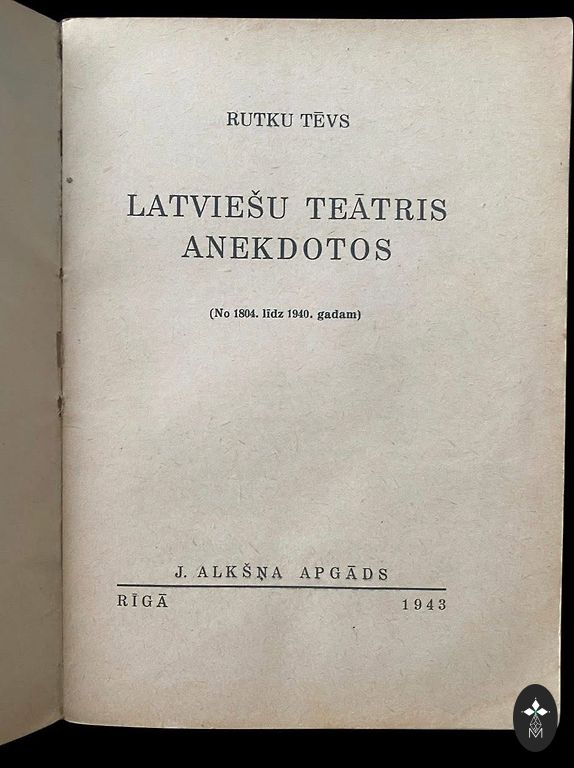 RUTKU TĒVS
LATVIEŠU TEĀTRIS
ANEKDOTOS
(No 1804. līdz 1940. gadam)
J. ALKŠŅA APGĀDS
RĪGĀ 1943
M